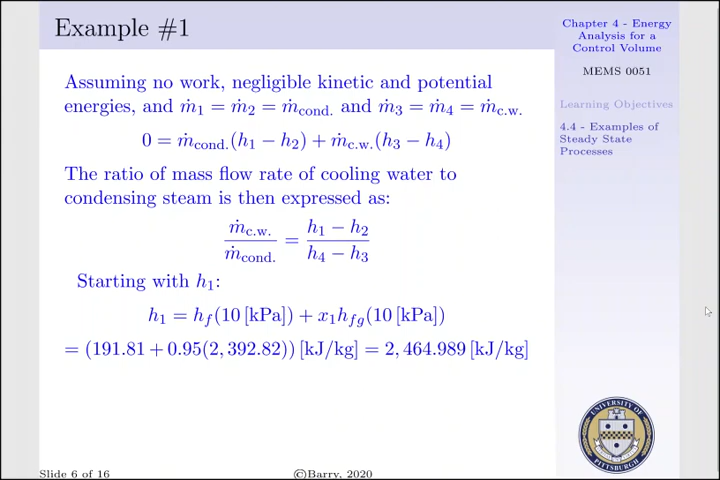 Example #1
Assuming no work, negligible kinetic and potential
energies, and ṁ₁ = ṁ₂ = ṁcond. and ṁ₃ = ṁ₄ = ṁc.w.
0 = ṁcond.(h₁ − h₂) + ṁc.w.(h₃ − h₄)
The ratio of mass flow rate of cooling water to
condensing steam is then expressed as:
ṁc.w./ṁcond. = (h₁ − h₂)/(h₄ − h₃)
Starting with h₁:
h₁ = hf(10 [kPa]) + x₁hfg(10 [kPa])
= (191.81 + 0.95(2, 392.82)) [kJ/kg] = 2, 464.989 [kJ/kg]
Chapter 4 - Energy
Analysis for a
Control Volume
MEMS 0051
Learning Objectives
4.4 - Examples of
Steady State
Processes
UNIVERSITY OF
PITTSBURGH
Slide 6 of 16
©Barry, 2020